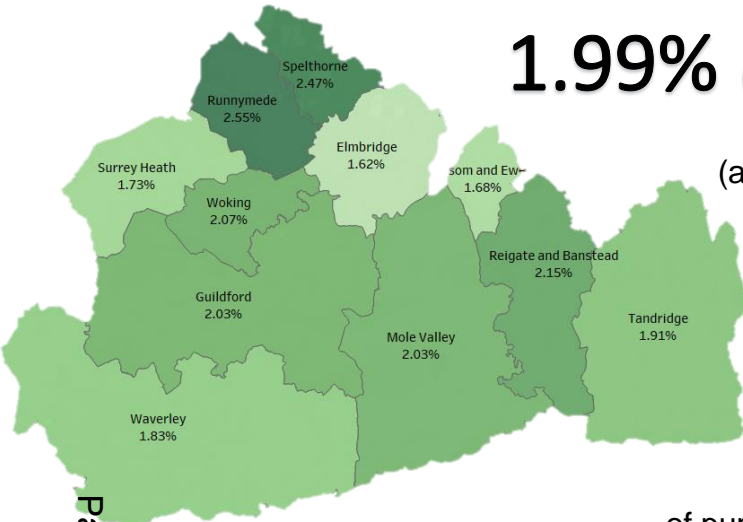 1.99%
Spelthorne
2.47%
Runnymede
2.55%
Elmbridge
1.62%
(a
Surrey Heath
1.73%
som and Ew-
1.68%
Woking
2.07%
Reigate and Banstead
2.15%
Guildford
2.03%
Tandridge
1.91%
Mole Valley
2.03%
Waverley
1.83%